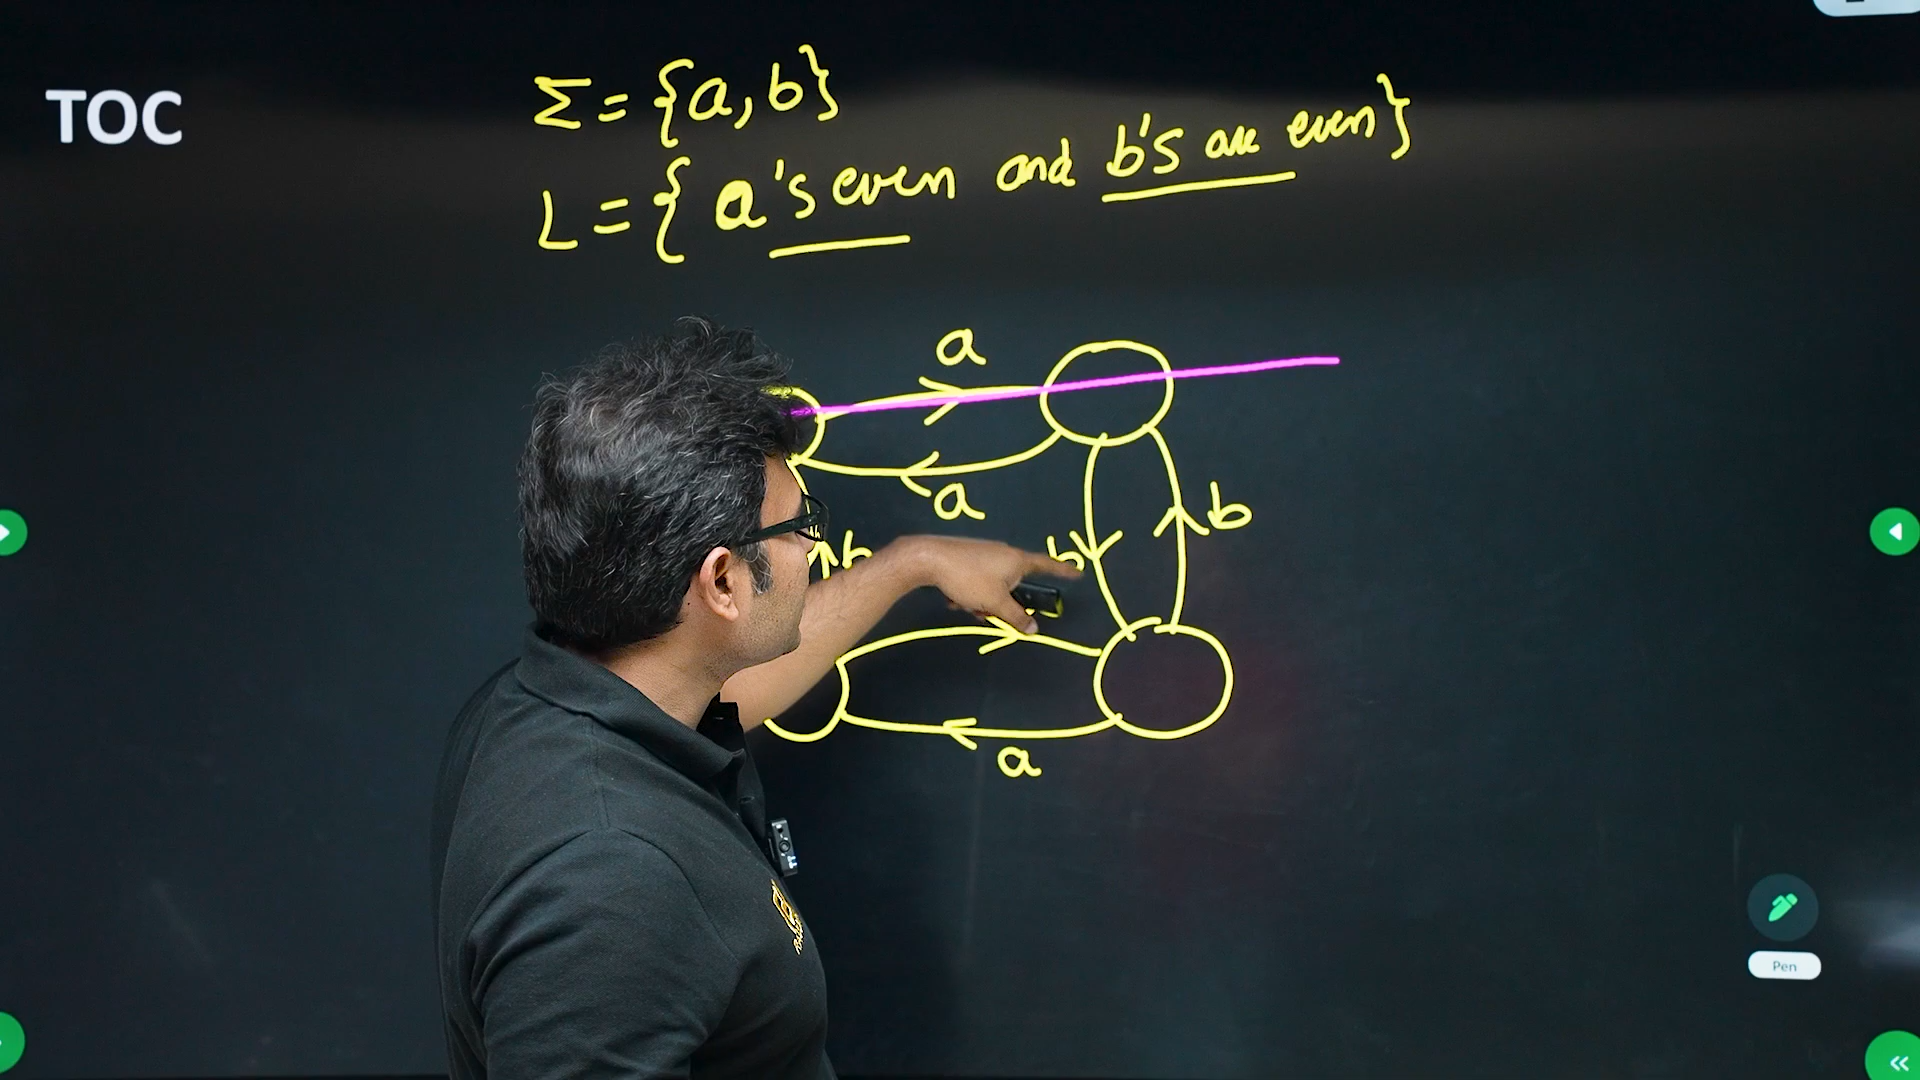 TOC
Σ = {a, b}
L = { a's even and b's are even}
a
a
b
b
b
a
Pen